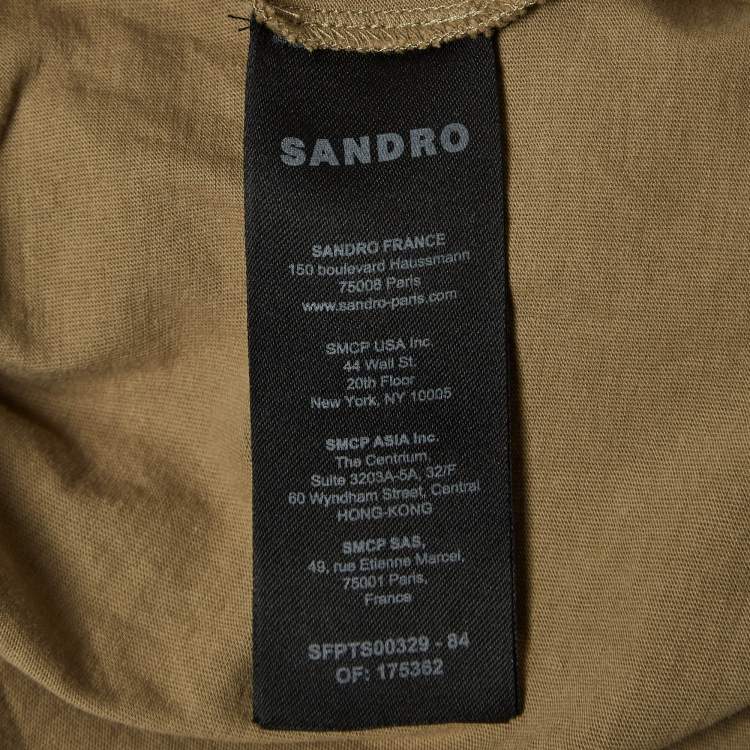 SANDRO
SANDRO FRANCE
150 boulevard Haussmann
75008 Paris
www.sandro-paris.com
SMCP USA Inc.
44 Wall St.
20th Floor
New York, NY 10005
SMCP ASIA Inc.
The Centrium,
Suite 3203A-5A, 32/F
60 Wyndham Street, Central
HONG-KONG
SMCP SAS,
49, rue Etienne Marcel,
75001 Paris,
France
SFPTS00329 - 84
OF: 175362